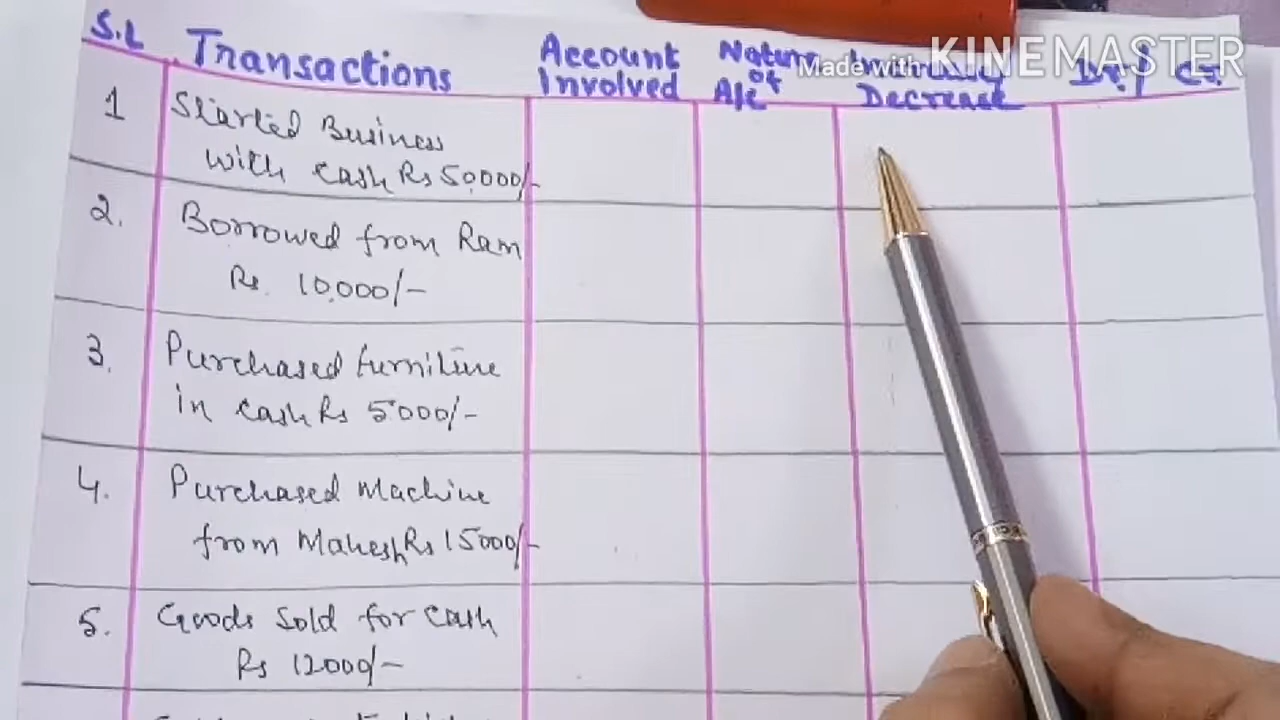 S.L Transactions Account Involved Nature of A/c Decrease Dr. / Cr.
Made with KINEMASTER
1 Started Business
with cash Rs 50,000/-
2. Borrowed from Ram
Rs. 10,000/-
3. Purchased furniture
in cash Rs 5000/-
4. Purchased Machine
from Mahesh Rs 15000/-
5. Goods Sold for cash
Rs 12000/-